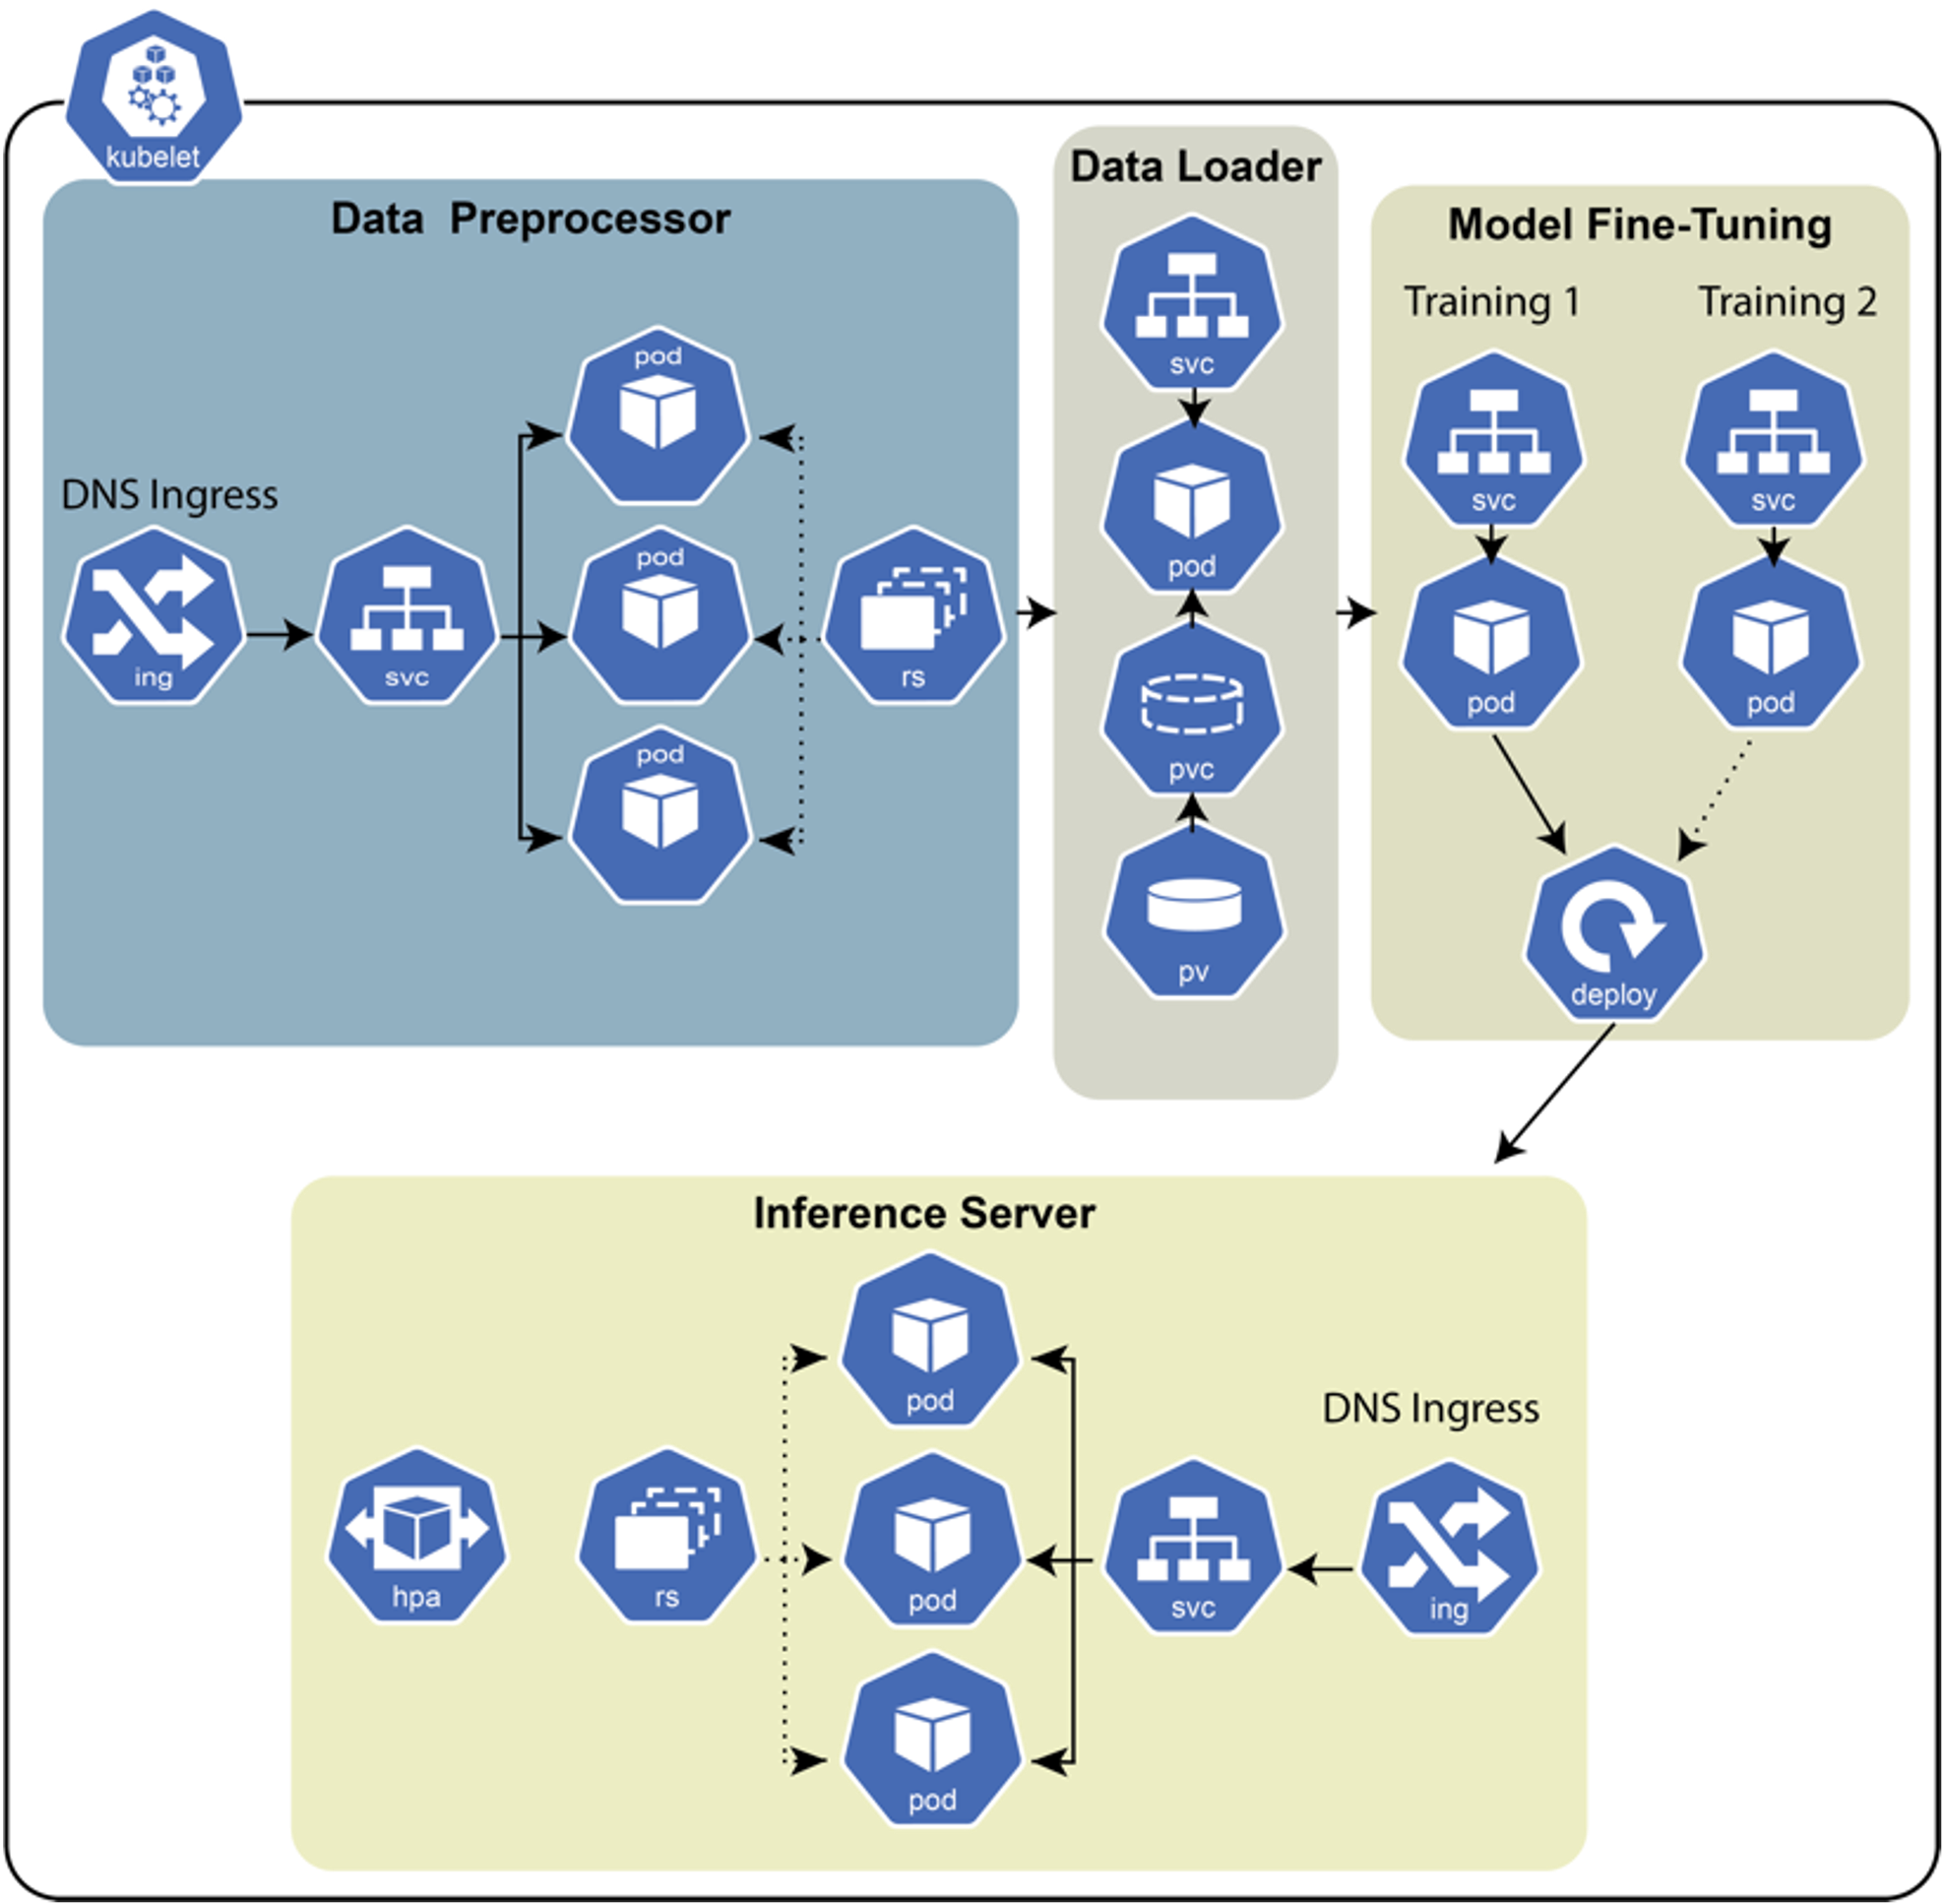 kubelet
Data Preprocessor
DNS Ingress
ing
svc
pod
pod
pod
rs
Data Loader
svc
pod
pvc
pv
Model Fine-Tuning
Training 1
Training 2
svc
svc
pod
pod
deploy
Inference Server
hpa
rs
pod
pod
pod
svc
DNS Ingress
ing